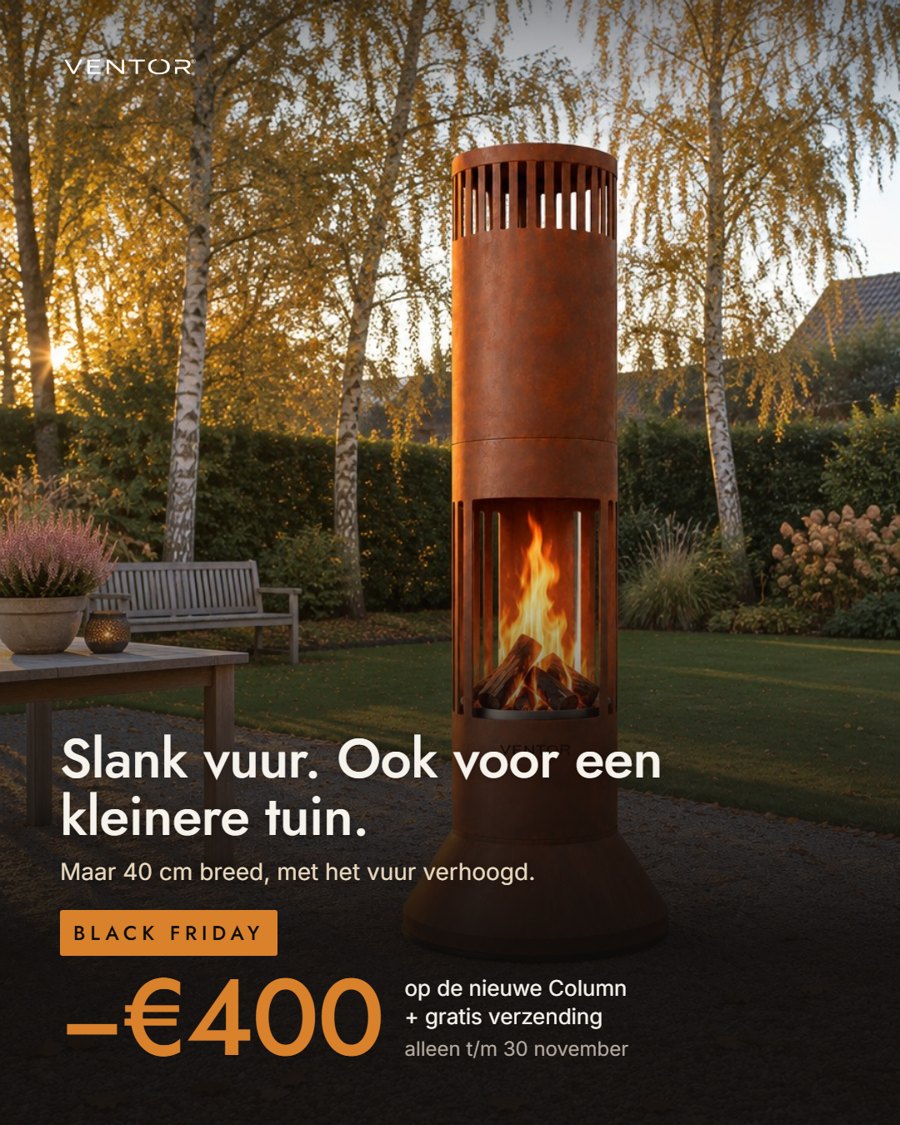 VENTOR
VENTOR
Slank vuur. Ook voor een
kleinere tuin.
Maar 40 cm breed, met het vuur verhoogd.
BLACK FRIDAY
–€400
op de nieuwe Column
+ gratis verzending
alleen t/m 30 november